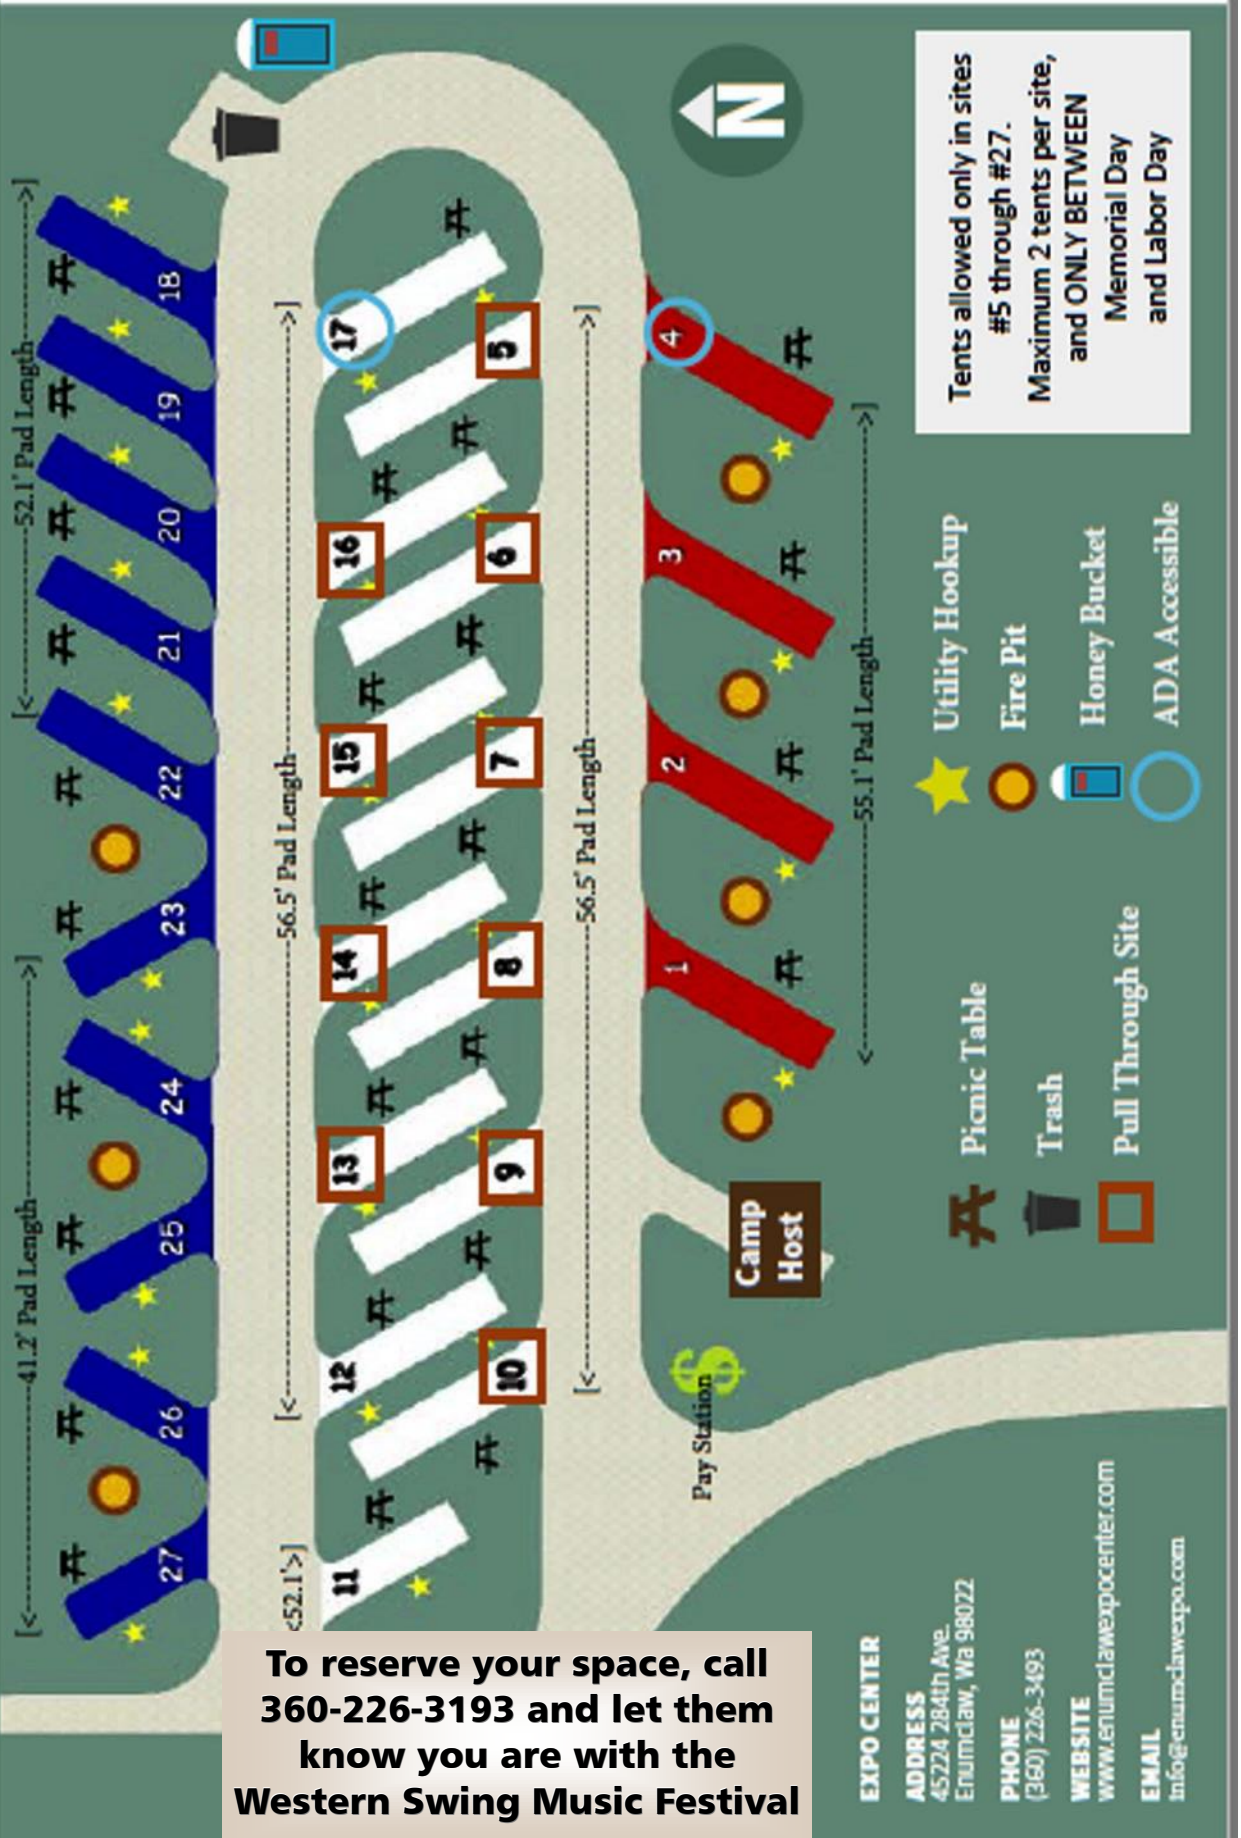 Tents allowed only in sites
#5 through #27.
Maximum 2 tents per site,
and ONLY BETWEEN
Memorial Day
and Labor Day
N
[<-----------52.1' Pad Length----------->]
[<-----------41.2' Pad Length----------->]
27
26
25
24
23
22
21
20
19
18
[<-----------56.5' Pad Length----------->]
<52.1'>]
11
12
13
14
15
16
17
10
9
8
7
6
5
[<-----------56.5' Pad Length----------->]
1
2
3
4
<-----------55.1' Pad Length----------->]
Camp
Host
$
Pay Station
Picnic Table
Trash
Pull Through Site
Utility Hookup
Fire Pit
Honey Bucket
ADA Accessible
EXPO CENTER
ADDRESS
45224 284th Ave.
Enumclaw, Wa 98022
PHONE
(360) 226-3493
WEBSITE
www.enumclawexpocenter.com
EMAIL
info@enumclawexpo.com
To reserve your space, call
360-226-3193 and let them
know you are with the
Western Swing Music Festival